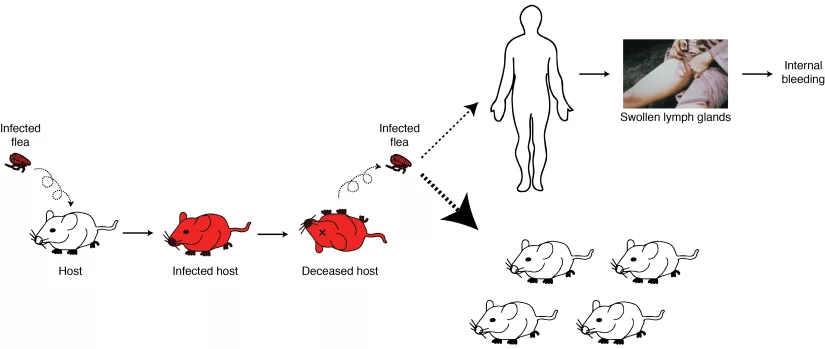 Infected
flea
Host
Infected host
Deceased host
Infected
flea
Swollen lymph glands
Internal
bleeding